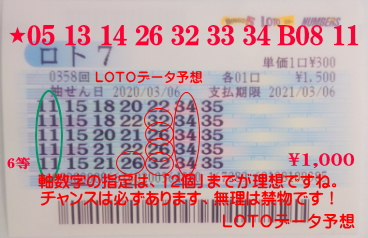 ★05 13 14 26 32 33 34 B08 11
LOTO NUMBERS
ロト7
単価1口¥300
0358回 LOTOデータ予想 各01口 ¥1,500
抽せん日 2020/03/06 支払期限 2021/03/06
11 15 18 20 22 34 35
11 15 18 22 32 34 35
11 15 20 21 26 34 35
11 15 21 22 32 34 35
11 15 21 26 32 34 35
6等 ¥1,000
軸数字の指定は、「2個」までが理想ですね。
チャンスは必ずあります、無理は禁物です!
LOTOデータ予想